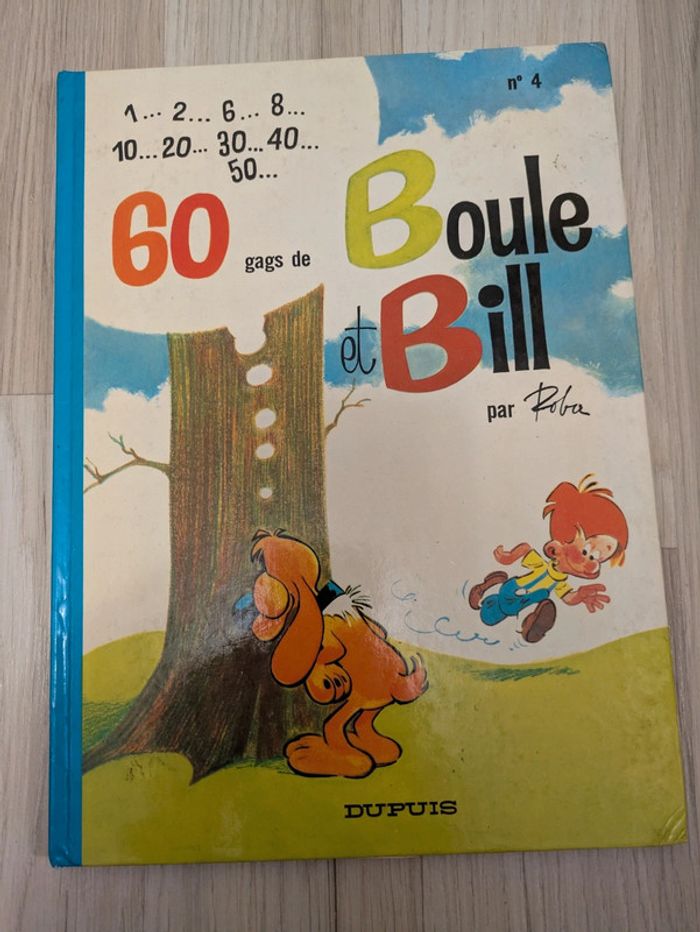 n° 4
1... 2... 6... 8...
10...20... 30...40...
50...
60 gags de Boule
et Bill
par Roba
DUPUIS